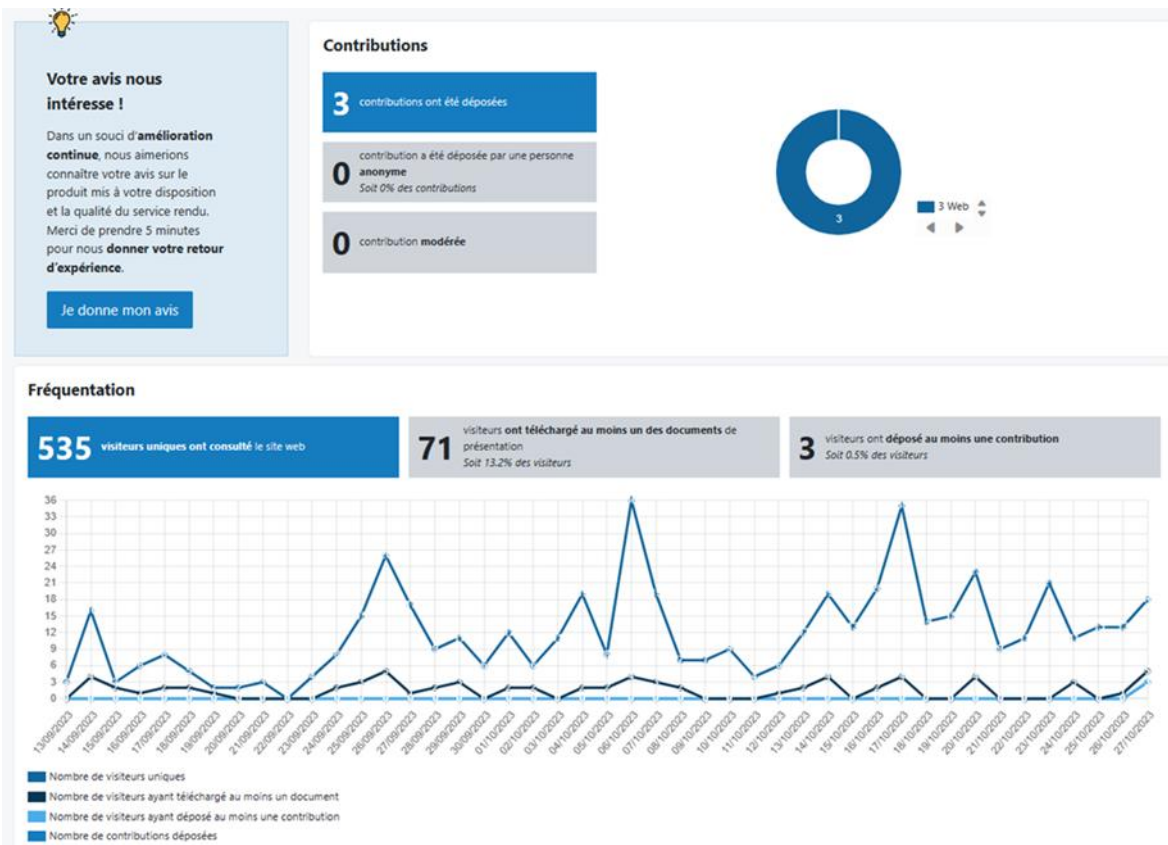 Votre avis nous
intéresse !
Dans un souci d'amélioration
continue, nous aimerions
connaître votre avis sur le
produit mis à votre disposition
et la qualité du service rendu.
Merci de prendre 5 minutes
pour nous donner votre retour
d'expérience.
Je donne mon avis
Contributions
3 contributions ont été déposées
0 contribution a été déposée par une personne
anonyme
Soit 0% des contributions
0 contribution modérée
3
3 Web
Fréquentation
535 visiteurs uniques ont consulté le site web
71 visiteurs ont téléchargé au moins un des documents de
présentation
Soit 13.2% des visiteurs
3 visiteurs ont déposé au moins une contribution
Soit 0.5% des visiteurs
36
33
30
27
24
21
18
15
12
9
6
3
0
13/09/2023
14/09/2023
15/09/2023
16/09/2023
17/09/2023
18/09/2023
19/09/2023
20/09/2023
21/09/2023
22/09/2023
23/09/2023
24/09/2023
25/09/2023
26/09/2023
27/09/2023
28/09/2023
29/09/2023
30/09/2023
01/10/2023
02/10/2023
03/10/2023
04/10/2023
05/10/2023
06/10/2023
07/10/2023
08/10/2023
09/10/2023
10/10/2023
11/10/2023
12/10/2023
13/10/2023
14/10/2023
15/10/2023
16/10/2023
17/10/2023
18/10/2023
19/10/2023
20/10/2023
21/10/2023
22/10/2023
23/10/2023
24/10/2023
25/10/2023
26/10/2023
27/10/2023
Nombre de visiteurs uniques
Nombre de visiteurs ayant téléchargé au moins un document
Nombre de visiteurs ayant déposé au moins une contribution
Nombre de contributions déposées